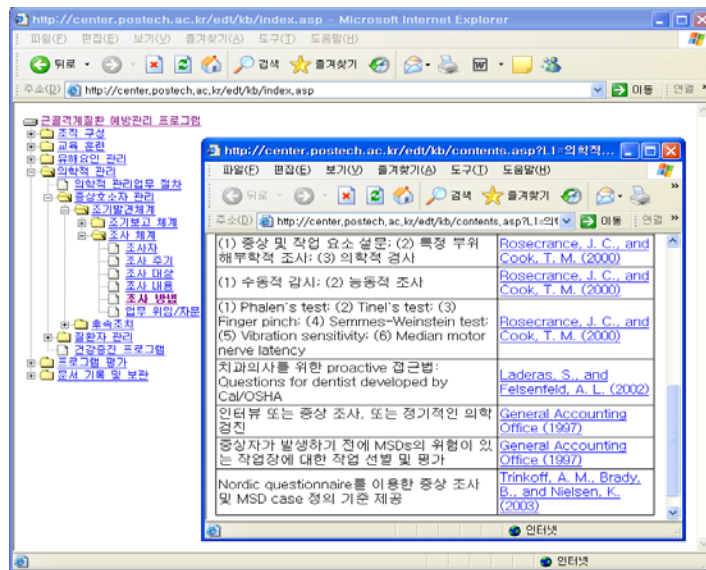 http://center.postech.ac.kr/edt/kb/index.asp - Microsoft Internet Explorer
파일(F) 편집(E) 보기(V) 즐겨찾기(A) 도구(T) 도움말(H)
뒤로 검색 즐겨찾기
주소(D) http://center.postech.ac.kr/edt/kb/index.asp 이동 연결 »
근골격계질환 예방관리 프로그램
조직 구성
교육 훈련
유해요인 관리
의학적 관리
의학적 관리업무 절차
증상호소자 관리
조기발견체계
조기보고 체계
조사 체계
조사자
조사 주기
조사 대상
조사 내용
조사 방법
업무 위임/자문
후속조치
질환자 관리
건강증진 프로그램
프로그램 평가
문서 기록 및 보관
http://center.postech.ac.kr/edt/kb/contents.asp?L1=의학적...
파일(F) 편집(E) 보기(V) 즐겨찾기(A) 도구(T) 도움말(H)
뒤로 검색 즐겨찾기 »
주소(D) http://center.postech.ac.kr/edt/kb/contents.asp?L1=의 이동 연결 »
(1) 증상 및 작업 요소 설문; (2) 특정 부위 해부학적 조사; (3) 의학적 검사
Rosecrance, J. C., and Cook, T. M. (2000)
(1) 수동적 감시; (2) 능동적 조사
Rosecrance, J. C., and Cook, T. M. (2000)
(1) Phalen's test; (2) Tinel's test; (3) Finger pinch; (4) Semmes-Weinstein test; (5) Vibration sensitivity; (6) Median motor nerve latency
Rosecrance, J. C., and Cook, T. M. (2000)
치과의사를 위한 proactive 접근법: Questions for dentist developed by Cal/OSHA
Laderas, S., and Felsenfeld, A. L. (2002)
인터뷰 또는 증상 조사, 또는 정기적인 의학 검진
General Accounting Office (1997)
증상자가 발생하기 전에 MSDs의 위험이 있는 작업장에 대한 작업 선별 및 평가
General Accounting Office (1997)
Nordic questionnaire를 이용한 증상 조사 및 MSD case 정의 기준 제공
Trinkoff, A. M., Brady, B., and Nielsen, K. (2003)
인터넷
인터넷